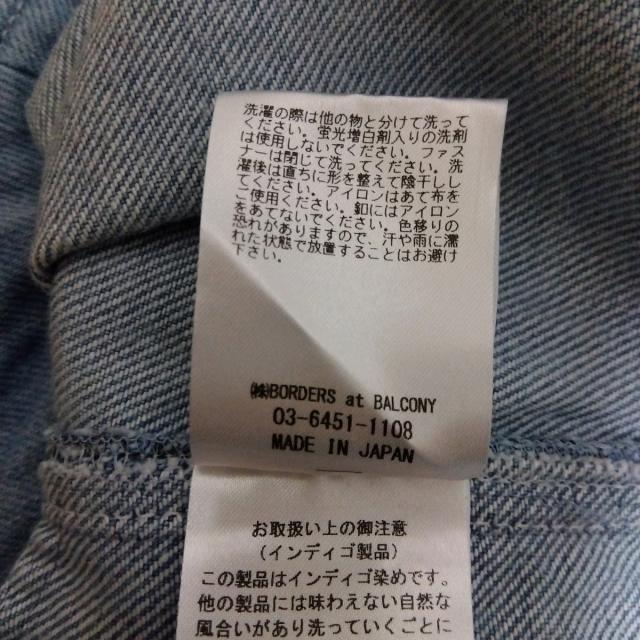 洗濯の際は他の物と分けて洗って
ください。蛍光増白剤入りの洗剤
は使用しないでください。ファス
ナーは閉じて洗ってください。洗
濯後は直ちに形を整えて陰干しし
てください。アイロンはあて布を
使用ください。釦にはアイロン
をあてないでください。色移りの
恐れがありますので、汗や雨に濡
れた状態で放置することはお避け
下さい。
㈱BORDERS at BALCONY
03-6451-1108
MADE IN JAPAN
お取扱い上の御注意
(インディゴ製品)
この製品はインディゴ染めです。
他の製品には味わえない自然な
風合いがあり洗っていくごとに